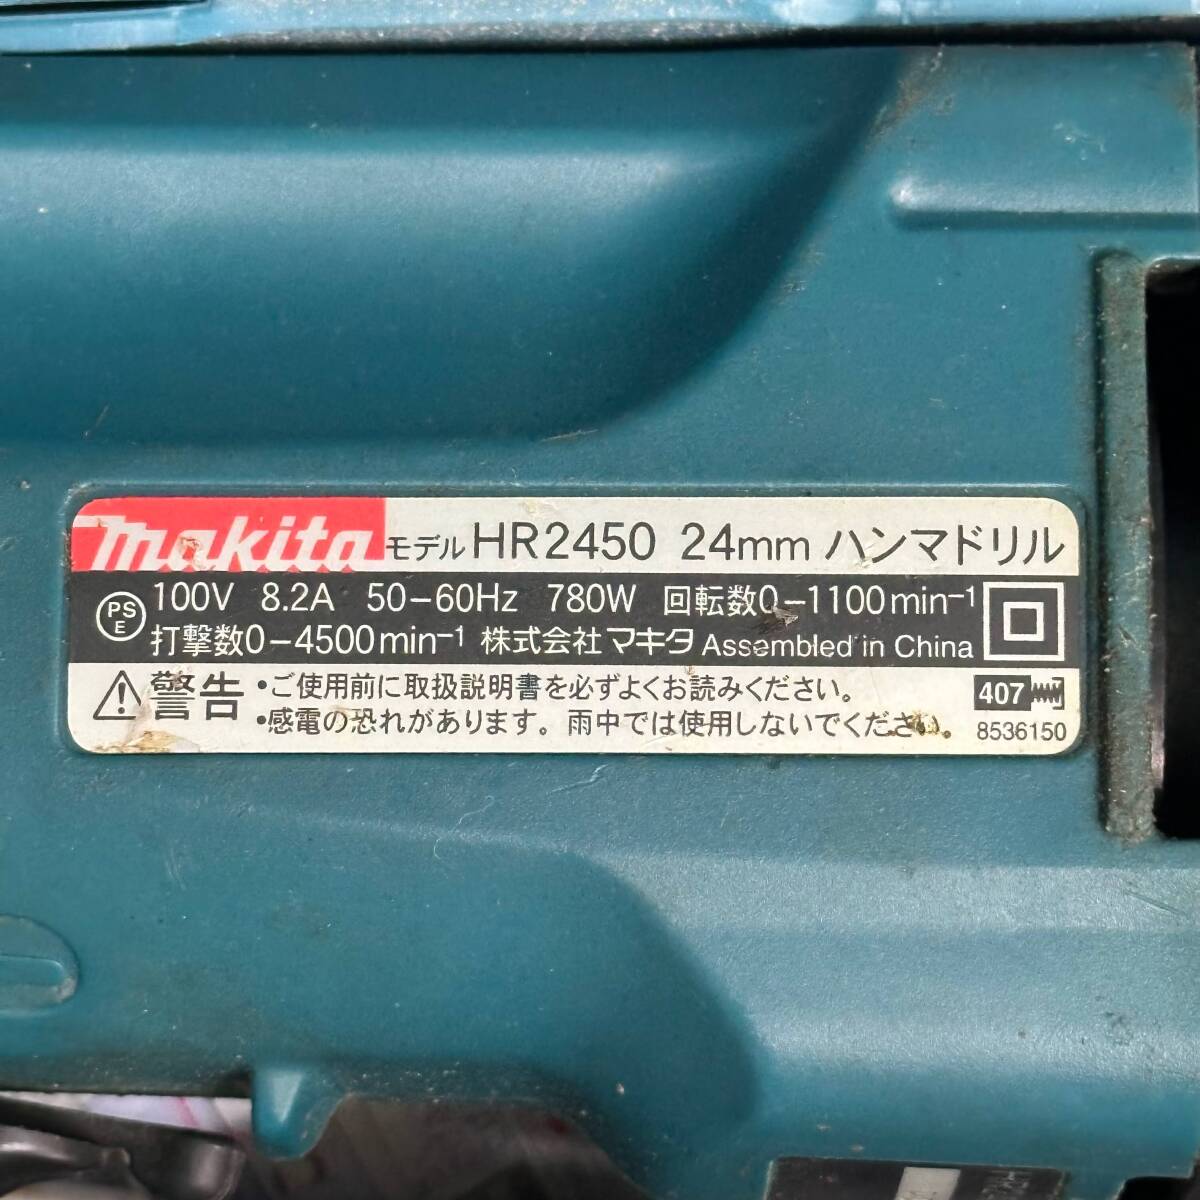 makita モデル HR2450 24mm ハンマドリル
PSE 100V 8.2A 50-60Hz 780W 回転数0-1100min⁻¹
打撃数0-4500min⁻¹ 株式会社マキタ Assembled in China
⚠警告 •ご使用前に取扱説明書を必ずよくお読みください。 407
•感電の恐れがあります。雨中では使用しないでください。 8536150